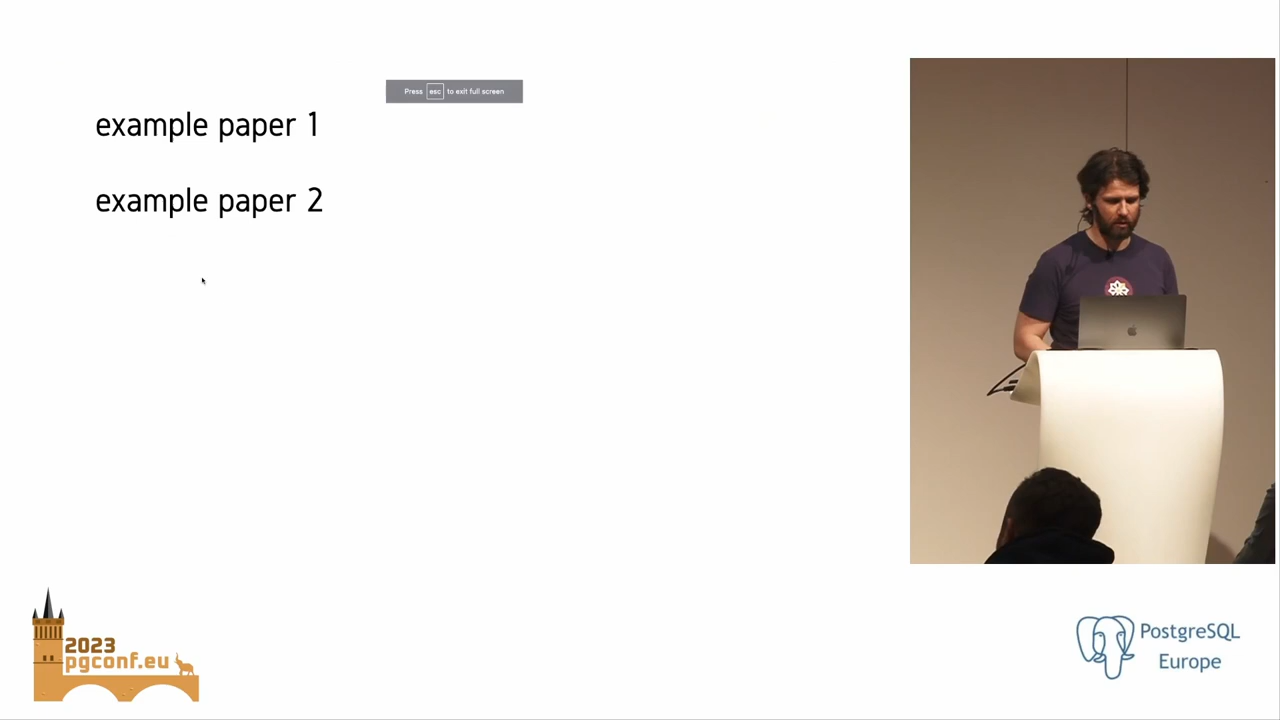 Press esc to exit full screen
example paper 1
example paper 2
2023
pgconf.eu
PostgreSQL
Europe